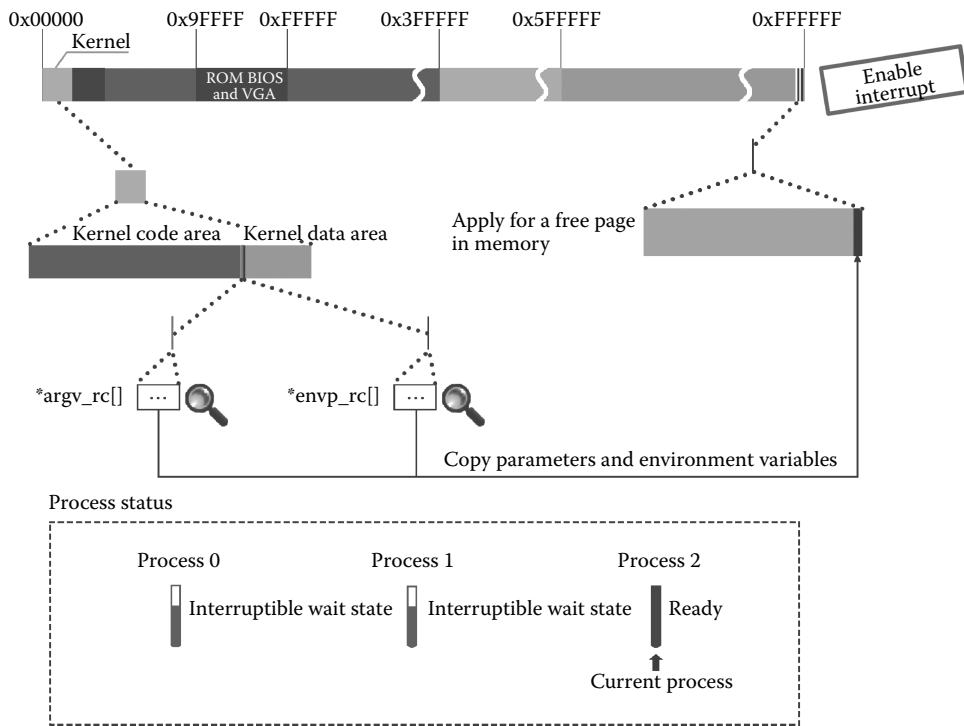 0x00000 0x9FFFF 0xFFFFF 0x3FFFFF 0x5FFFFF 0xFFFFFF
Kernel
ROM BIOS
and VGA
Enable
interrupt
Apply for a free page
in memory
Kernel code area Kernel data area
*argv_rc[] ... *envp_rc[] ...
Copy parameters and environment variables
Process status
Process 0 Process 1 Process 2
Interruptible wait state Interruptible wait state Ready
Current process